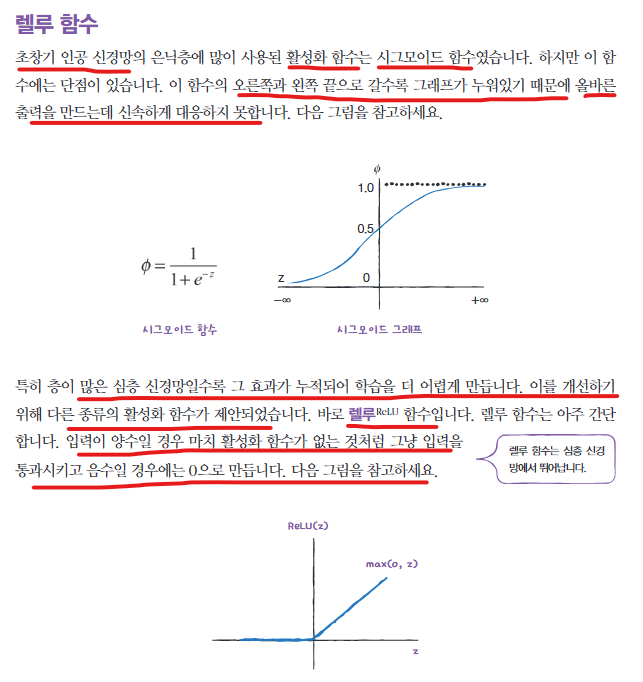 렐루 함수
초창기 인공 신경망의 은닉층에 많이 사용된 활성화 함수는 시그모이드 함수였습니다. 하지만 이 함
수에는 단점이 있습니다. 이 함수의 오른쪽과 왼쪽 끝으로 갈수록 그래프가 누워있기 때문에 올바른
출력을 만드는데 신속하게 대응하지 못합니다. 다음 그림을 참고하세요.
φ
1.0
0.5
z
0
−∞
+∞
φ = 1 / (1 + e^{−z})
시그모이드 함수
시그모이드 그래프
특히 층이 많은 심층 신경망일수록 그 효과가 누적되어 학습을 더 어렵게 만듭니다. 이를 개선하기
위해 다른 종류의 활성화 함수가 제안되었습니다. 바로 렐루ReLU 함수입니다. 렐루 함수는 아주 간단
합니다. 입력이 양수일 경우 마치 활성화 함수가 없는 것처럼 그냥 입력을
통과시키고 음수일 경우에는 0으로 만듭니다. 다음 그림을 참고하세요.
렐루 함수는 심층 신경
망에서 뛰어납니다.
ReLU(z)
max(0, z)
z